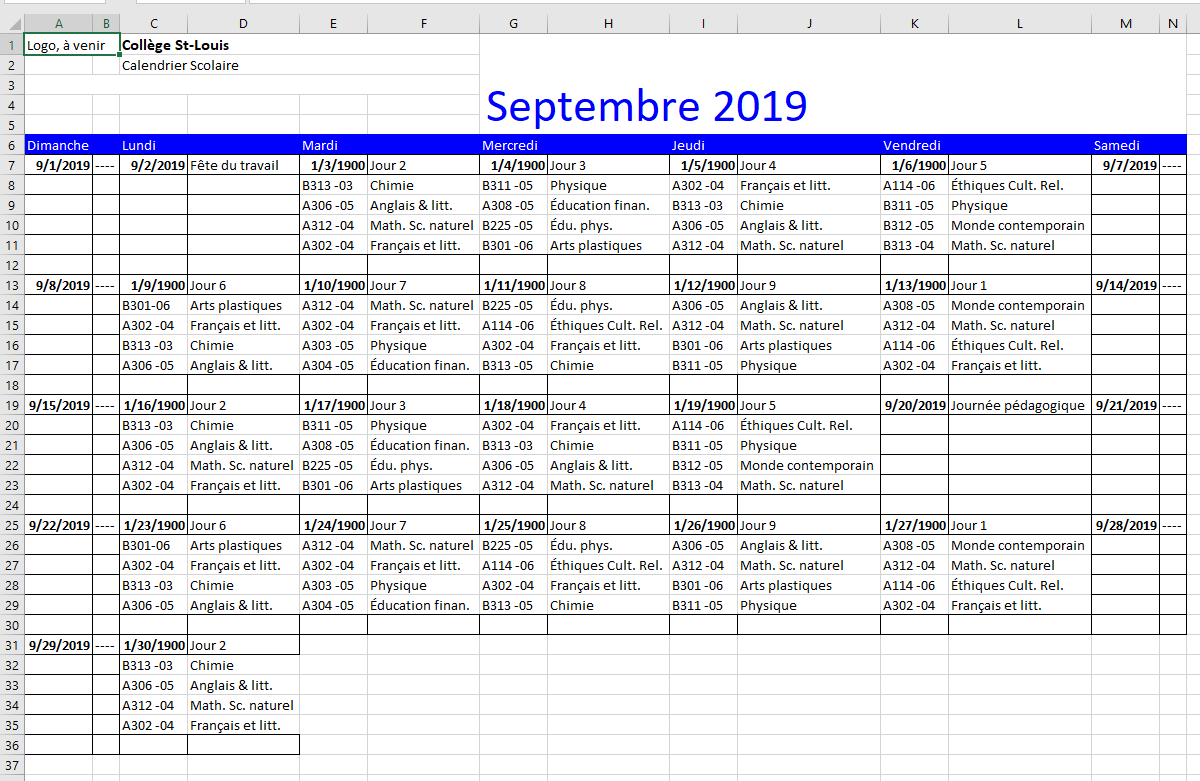 A B C D E F G H I J K L M N
1 Logo, à venir Collège St-Louis
2 Calendrier Scolaire
3
4 Septembre 2019
5
6 Dimanche Lundi Mardi Mercredi Jeudi Vendredi Samedi
7 9/1/2019 ---- 9/2/2019 Fête du travail 1/3/1900 Jour 2 1/4/1900 Jour 3 1/5/1900 Jour 4 1/6/1900 Jour 5 9/7/2019 ----
8 B313 -03 Chimie B311 -05 Physique A302 -04 Français et litt. A114 -06 Éthiques Cult. Rel.
9 A306 -05 Anglais & litt. A308 -05 Éducation finan. B313 -03 Chimie B311 -05 Physique
10 A312 -04 Math. Sc. naturel B225 -05 Édu. phys. A306 -05 Anglais & litt. B312 -05 Monde contemporain
11 A302 -04 Français et litt. B301 -06 Arts plastiques A312 -04 Math. Sc. naturel B313 -04 Math. Sc. naturel
12
13 9/8/2019 ---- 1/9/1900 Jour 6 1/10/1900 Jour 7 1/11/1900 Jour 8 1/12/1900 Jour 9 1/13/1900 Jour 1 9/14/2019 ----
14 B301-06 Arts plastiques A312 -04 Math. Sc. naturel B225 -05 Édu. phys. A306 -05 Anglais & litt. A308 -05 Monde contemporain
15 A302 -04 Français et litt. A302 -04 Français et litt. A114 -06 Éthiques Cult. Rel. A312 -04 Math. Sc. naturel A312 -04 Math. Sc. naturel
16 B313 -03 Chimie A303 -05 Physique A302 -04 Français et litt. B301 -06 Arts plastiques A114 -06 Éthiques Cult. Rel.
17 A306 -05 Anglais & litt. A304 -05 Éducation finan. B313 -05 Chimie B311 -05 Physique A302 -04 Français et litt.
18
19 9/15/2019 ---- 1/16/1900 Jour 2 1/17/1900 Jour 3 1/18/1900 Jour 4 1/19/1900 Jour 5 9/20/2019 Journée pédagogique 9/21/2019 ----
20 B313 -03 Chimie B311 -05 Physique A302 -04 Français et litt. A114 -06 Éthiques Cult. Rel.
21 A306 -05 Anglais & litt. A308 -05 Éducation finan. B313 -03 Chimie B311 -05 Physique
22 A312 -04 Math. Sc. naturel B225 -05 Édu. phys. A306 -05 Anglais & litt. B312 -05 Monde contemporain
23 A302 -04 Français et litt. B301 -06 Arts plastiques A312 -04 Math. Sc. naturel B313 -04 Math. Sc. naturel
24
25 9/22/2019 ---- 1/23/1900 Jour 6 1/24/1900 Jour 7 1/25/1900 Jour 8 1/26/1900 Jour 9 1/27/1900 Jour 1 9/28/2019 ----
26 B301-06 Arts plastiques A312 -04 Math. Sc. naturel B225 -05 Édu. phys. A306 -05 Anglais & litt. A308 -05 Monde contemporain
27 A302 -04 Français et litt. A302 -04 Français et litt. A114 -06 Éthiques Cult. Rel. A312 -04 Math. Sc. naturel A312 -04 Math. Sc. naturel
28 B313 -03 Chimie A303 -05 Physique A302 -04 Français et litt. B301 -06 Arts plastiques A114 -06 Éthiques Cult. Rel.
29 A306 -05 Anglais & litt. A304 -05 Éducation finan. B313 -05 Chimie B311 -05 Physique A302 -04 Français et litt.
30
31 9/29/2019 ---- 1/30/1900 Jour 2
32 B313 -03 Chimie
33 A306 -05 Anglais & litt.
34 A312 -04 Math. Sc. naturel
35 A302 -04 Français et litt.
36
37